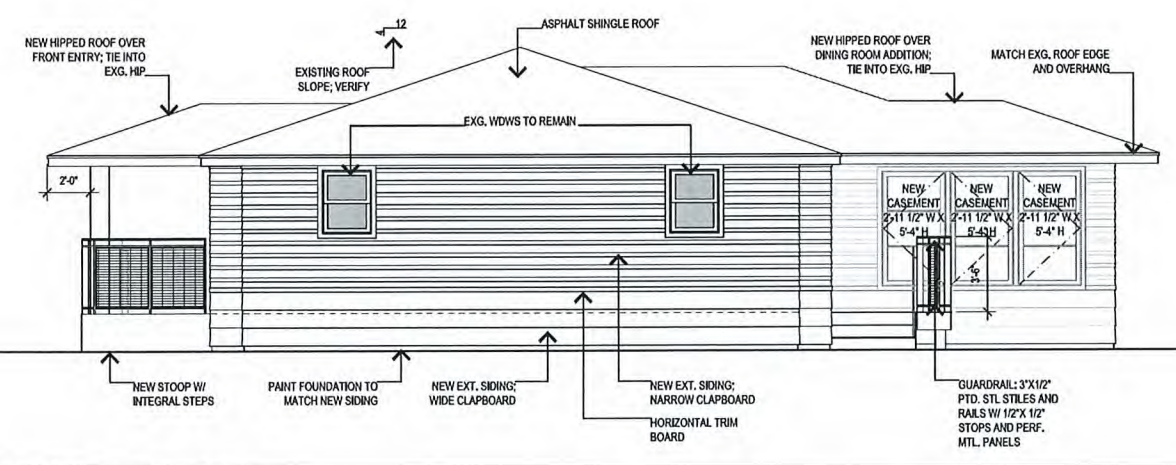 12
ASPHALT SHINGLE ROOF
NEW HIPPED ROOF OVER
FRONT ENTRY; TIE INTO
EXG. HIP
EXISTING ROOF
SLOPE; VERIFY
NEW HIPPED ROOF OVER
DINING ROOM ADDITION;
TIE INTO EXG. HIP
MATCH EXG. ROOF EDGE
AND OVERHANG
EXG. WDWS TO REMAIN
2'-0"
NEW
CASEMENT
2'-11 1/2" W X
5'-4" H
NEW
CASEMENT
2'-11 1/2" W X
5'-4" H
NEW
CASEMENT
2'-11 1/2" W X
5'-4" H
3'-6"
NEW STOOP W/
INTEGRAL STEPS
PAINT FOUNDATION TO
MATCH NEW SIDING
NEW EXT. SIDING;
WIDE CLAPBOARD
NEW EXT. SIDING;
NARROW CLAPBOARD
HORIZONTAL TRIM
BOARD
GUARDRAIL: 3"X1/2"
PTD. STL STILES AND
RAILS W/ 1/2"X 1/2"
STOPS AND PERF.
MTL. PANELS